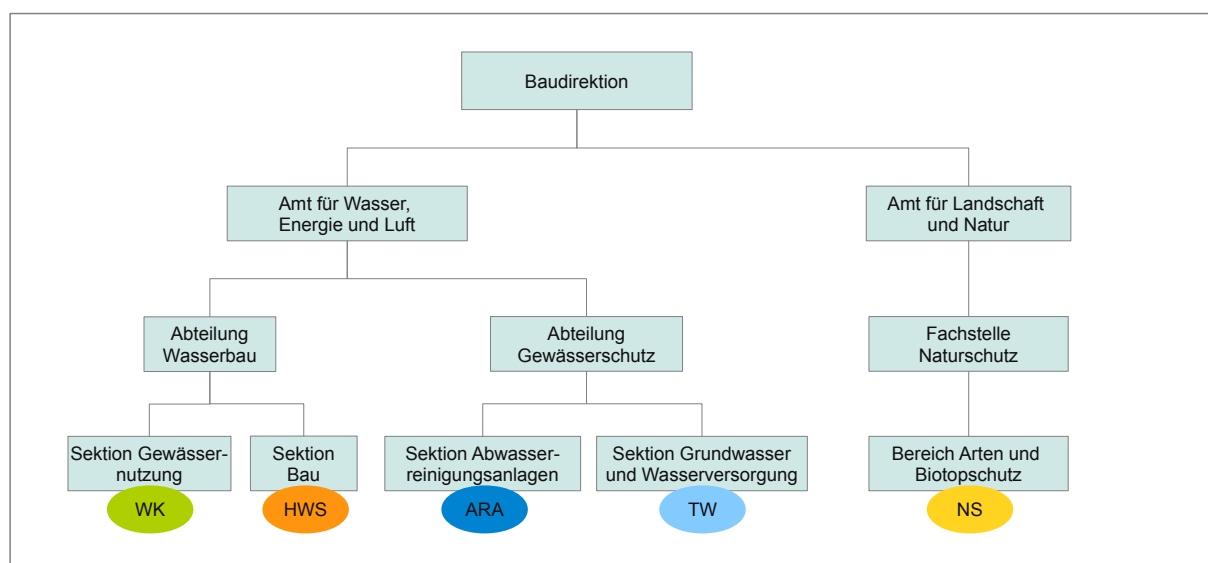 Baudirektion
Amt für Wasser,
Energie und Luft
Amt für Landschaft
und Natur
Abteilung
Wasserbau
Abteilung
Gewässerschutz
Fachstelle
Naturschutz
Sektion Gewässer-
nutzung
Sektion
Bau
Sektion Abwasser-
reinigungsanlagen
Sektion Grundwasser
und Wasserversorgung
Bereich Arten und
Biotopschutz
WK
HWS
ARA
TW
NS